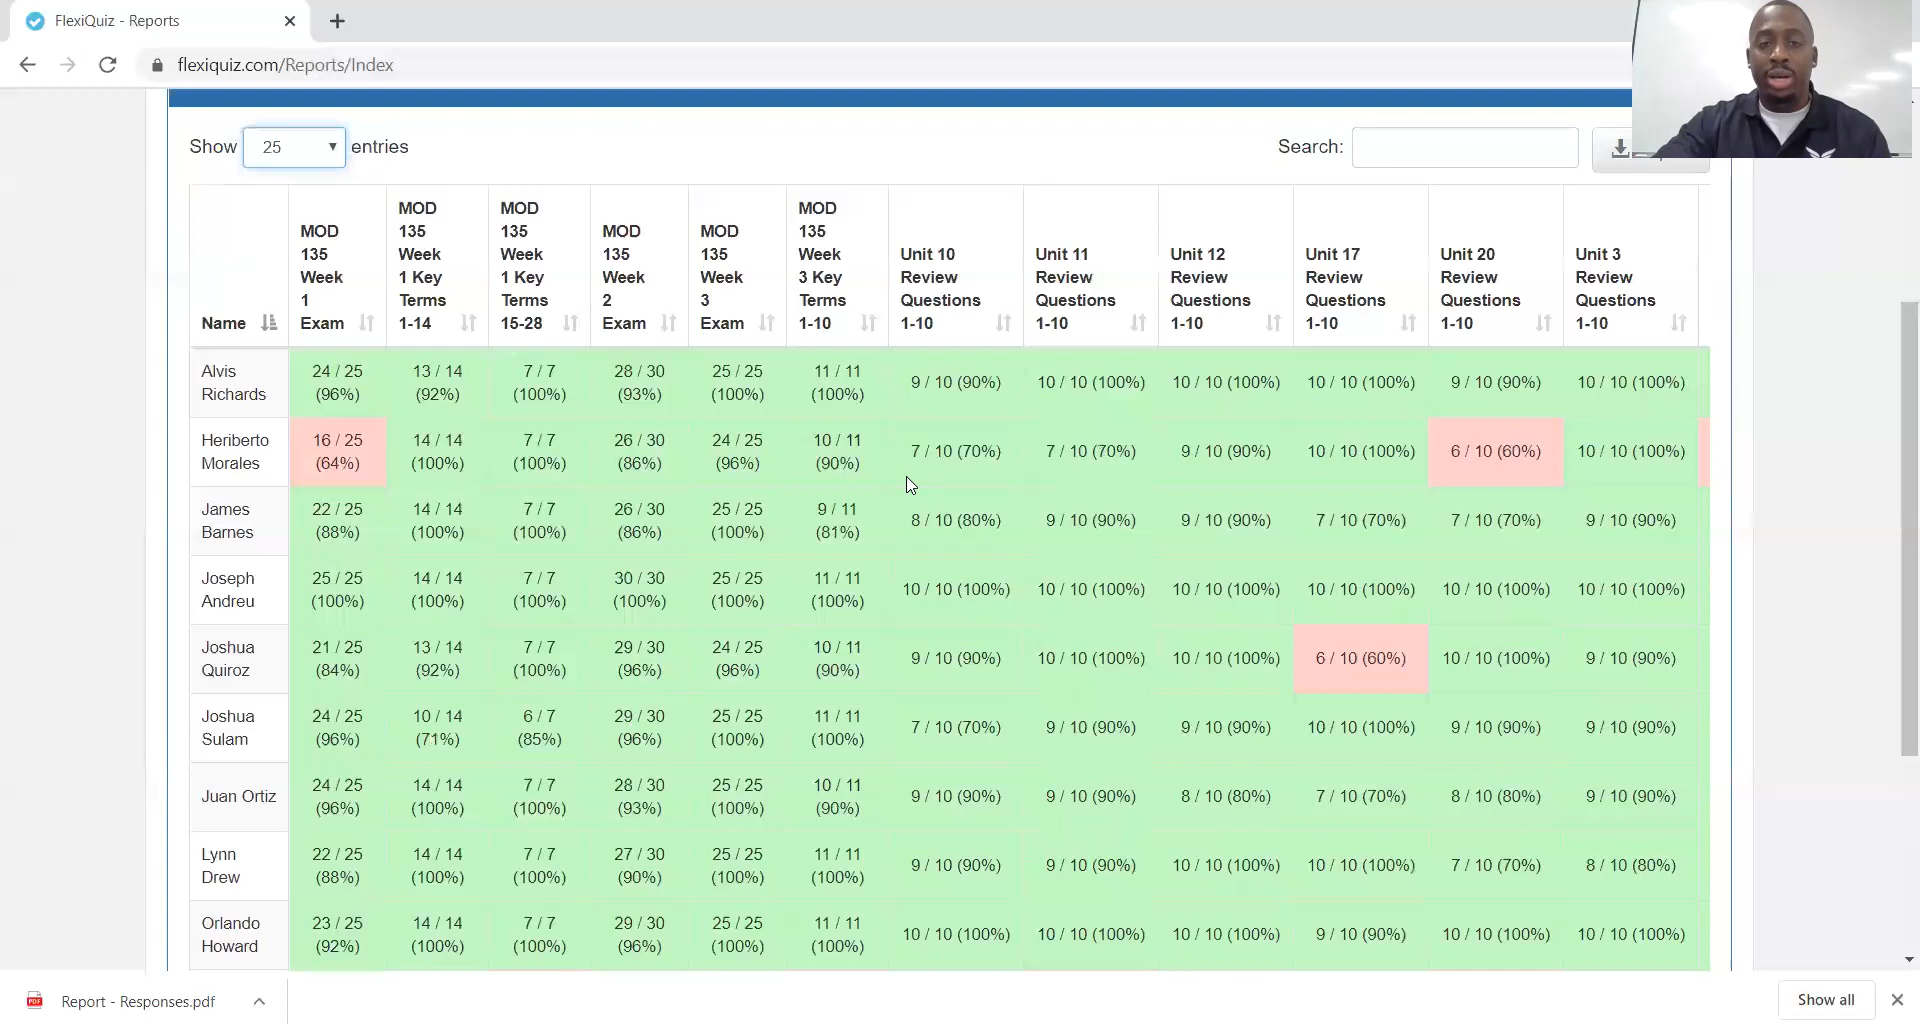 FlexiQuiz - Reports
flexiquiz.com/Reports/Index
Show 25 entries Search:
Name MOD 135 Week 1 Exam MOD 135 Week 1 Key Terms 1-14 MOD 135 Week 1 Key Terms 15-28 MOD 135 Week 2 Exam MOD 135 Week 3 Exam MOD 135 Week 3 Key Terms 1-10 Unit 10 Review Questions 1-10 Unit 11 Review Questions 1-10 Unit 12 Review Questions 1-10 Unit 17 Review Questions 1-10 Unit 20 Review Questions 1-10 Unit 3 Review Questions 1-10
Alvis Richards 24 / 25 (96%) 13 / 14 (92%) 7 / 7 (100%) 28 / 30 (93%) 25 / 25 (100%) 11 / 11 (100%) 9 / 10 (90%) 10 / 10 (100%) 10 / 10 (100%) 10 / 10 (100%) 9 / 10 (90%) 10 / 10 (100%)
Heriberto Morales 16 / 25 (64%) 14 / 14 (100%) 7 / 7 (100%) 26 / 30 (86%) 24 / 25 (96%) 10 / 11 (90%) 7 / 10 (70%) 7 / 10 (70%) 9 / 10 (90%) 10 / 10 (100%) 6 / 10 (60%) 10 / 10 (100%)
James Barnes 22 / 25 (88%) 14 / 14 (100%) 7 / 7 (100%) 26 / 30 (86%) 25 / 25 (100%) 9 / 11 (81%) 8 / 10 (80%) 9 / 10 (90%) 9 / 10 (90%) 7 / 10 (70%) 7 / 10 (70%) 9 / 10 (90%)
Joseph Andreu 25 / 25 (100%) 14 / 14 (100%) 7 / 7 (100%) 30 / 30 (100%) 25 / 25 (100%) 11 / 11 (100%) 10 / 10 (100%) 10 / 10 (100%) 10 / 10 (100%) 10 / 10 (100%) 10 / 10 (100%) 10 / 10 (100%)
Joshua Quiroz 21 / 25 (84%) 13 / 14 (92%) 7 / 7 (100%) 29 / 30 (96%) 24 / 25 (96%) 10 / 11 (90%) 9 / 10 (90%) 10 / 10 (100%) 10 / 10 (100%) 6 / 10 (60%) 10 / 10 (100%) 9 / 10 (90%)
Joshua Sulam 24 / 25 (96%) 10 / 14 (71%) 6 / 7 (85%) 29 / 30 (96%) 25 / 25 (100%) 11 / 11 (100%) 7 / 10 (70%) 9 / 10 (90%) 9 / 10 (90%) 10 / 10 (100%) 9 / 10 (90%) 9 / 10 (90%)
Juan Ortiz 24 / 25 (96%) 14 / 14 (100%) 7 / 7 (100%) 28 / 30 (93%) 25 / 25 (100%) 10 / 11 (90%) 9 / 10 (90%) 9 / 10 (90%) 8 / 10 (80%) 7 / 10 (70%) 8 / 10 (80%) 9 / 10 (90%)
Lynn Drew 22 / 25 (88%) 14 / 14 (100%) 7 / 7 (100%) 27 / 30 (90%) 25 / 25 (100%) 11 / 11 (100%) 9 / 10 (90%) 9 / 10 (90%) 10 / 10 (100%) 10 / 10 (100%) 7 / 10 (70%) 8 / 10 (80%)
Orlando Howard 23 / 25 (92%) 14 / 14 (100%) 7 / 7 (100%) 29 / 30 (96%) 25 / 25 (100%) 11 / 11 (100%) 10 / 10 (100%) 10 / 10 (100%) 10 / 10 (100%) 9 / 10 (90%) 10 / 10 (100%) 10 / 10 (100%)
PDF Report - Responses.pdf Show all